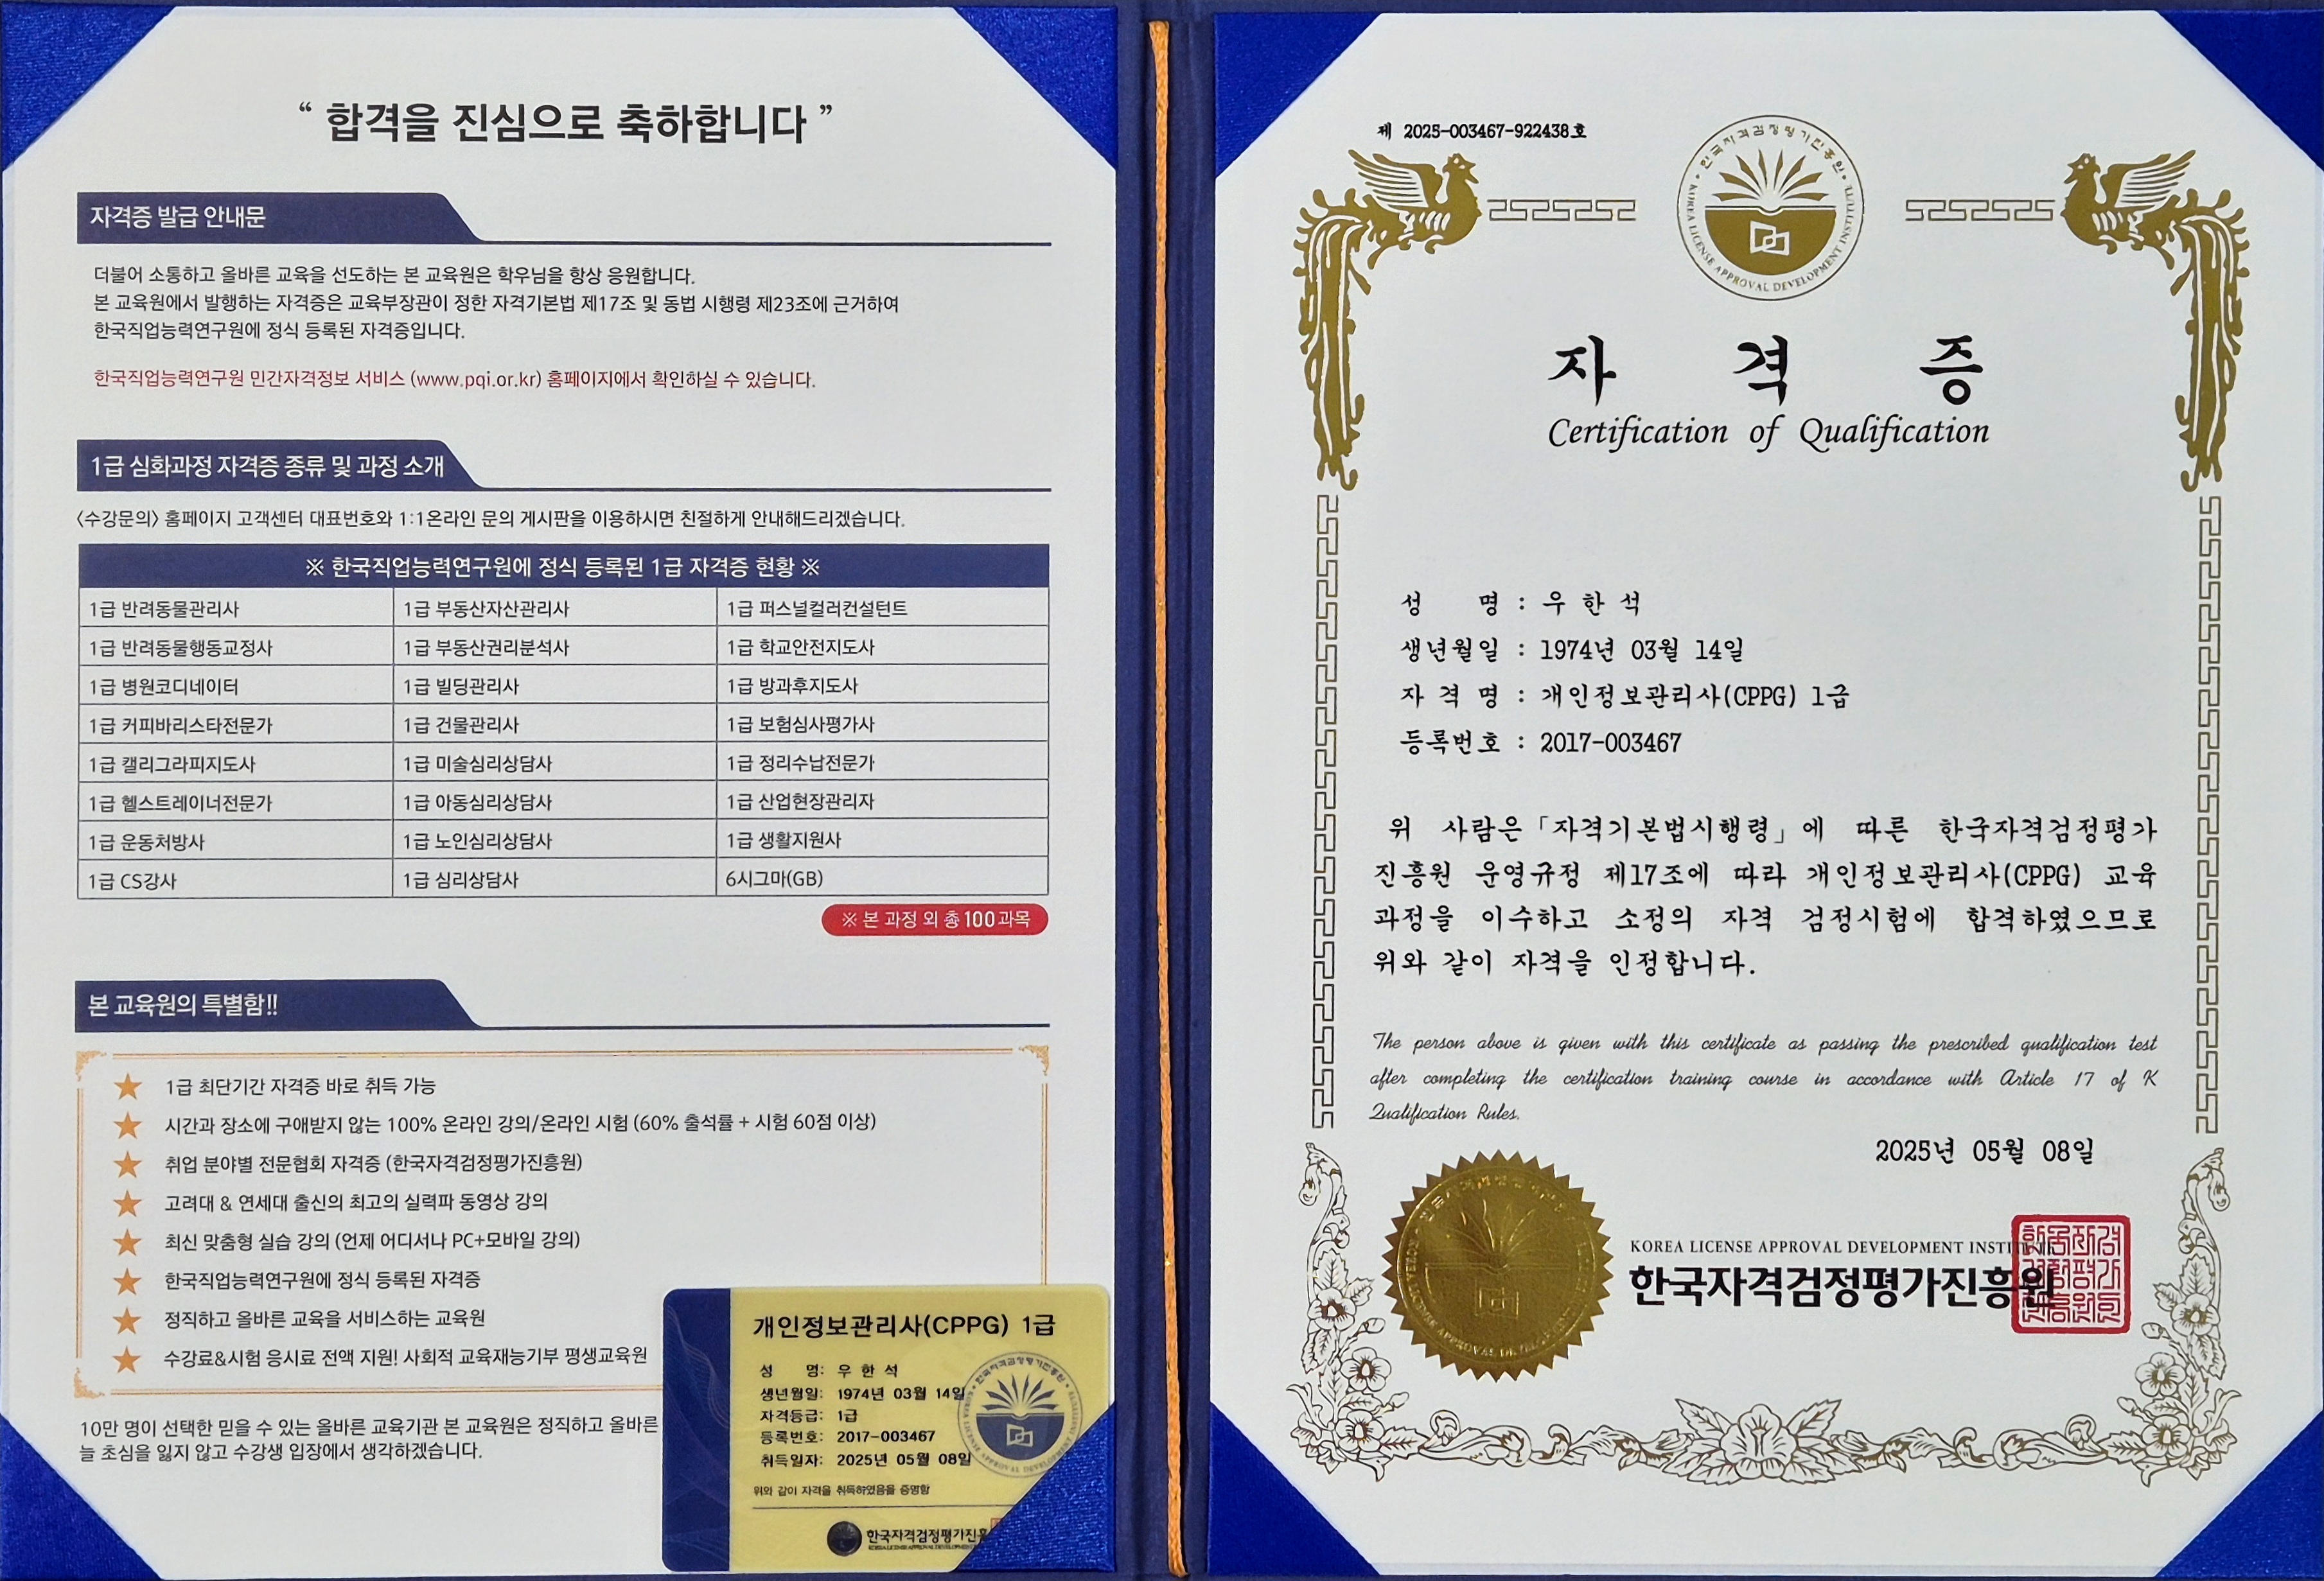 “ 합격을 진심으로 축하합니다 ”
자격증 발급 안내문
더불어 소통하고 올바른 교육을 선도하는 본 교육원은 학우님을 항상 응원합니다.
본 교육원에서 발행하는 자격증은 교육부장관이 정한 자격기본법 제17조 및 동법 시행령 제23조에 근거하여
한국직업능력연구원에 정식 등록된 자격증입니다.
한국직업능력연구원 민간자격정보 서비스 (www.pqi.or.kr) 홈페이지에서 확인하실 수 있습니다.
1급 심화과정 자격증 종류 및 과정 소개
<수강문의> 홈페이지 고객센터 대표번호와 1:1온라인 문의 게시판을 이용하시면 친절하게 안내해드리겠습니다.
※ 한국직업능력연구원에 정식 등록된 1급 자격증 현황 ※
1급 반려동물관리사 1급 부동산자산관리사 1급 퍼스널컬러컨설턴트
1급 반려동물행동교정사 1급 부동산권리분석사 1급 학교안전지도사
1급 병원코디네이터 1급 빌딩관리사 1급 방과후지도사
1급 커피바리스타전문가 1급 건물관리사 1급 보험심사평가사
1급 캘리그라피지도사 1급 미술심리상담사 1급 정리수납전문가
1급 헬스트레이너전문가 1급 아동심리상담사 1급 산업현장관리자
1급 운동처방사 1급 노인심리상담사 1급 생활지원사
1급 CS강사 1급 심리상담사 6시그마(GB)
※ 본 과정 외 총 100과목
본 교육원의 특별함!!
1급 최단기간 자격증 바로 취득 가능
시간과 장소에 구애받지 않는 100% 온라인 강의/온라인 시험 (60% 출석률 + 시험 60점 이상)
취업 분야별 전문협회 자격증 (한국자격검정평가진흥원)
고려대 & 연세대 출신의 최고의 실력파 동영상 강의
최신 맞춤형 실습 강의 (언제 어디서나 PC+모바일 강의)
한국직업능력연구원에 정식 등록된 자격증
정직하고 올바른 교육을 서비스하는 교육원
수강료&시험 응시료 전액 지원! 사회적 교육재능기부 평생교육원
10만 명이 선택한 믿을 수 있는 올바른 교육기관 본 교육원은 정직하고 올바른
늘 초심을 잃지 않고 수강생 입장에서 생각하겠습니다.
개인정보관리사(CPPG) 1급
성 명: 우 한 석
생년월일: 1974년 03월 14일
자격등급: 1급
등록번호: 2017-003467
취득일자: 2025년 05월 08일
위와 같이 자격을 취득하였음을 증명함
한국자격검정평가진흥
제 2025-003467-922438호
한국자격검정평가진흥원
KOREA LICENSE APPROVAL DEVELOPMENT INSTITUTE
자 격 증
Certification of Qualification
성 명 : 우 한 석
생년월일 : 1974년 03월 14일
자 격 명 : 개인정보관리사(CPPG) 1급
등록번호 : 2017-003467
위 사람은「자격기본법시행령」에 따른 한국자격검정평가
진흥원 운영규정 제17조에 따라 개인정보관리사(CPPG) 교육
과정을 이수하고 소정의 자격 검정시험에 합격하였으므로
위와 같이 자격을 인정합니다.
The person above is given with this certificate as passing the prescribed qualification test
after completing the certification training course in accordance with Article 17 of K
Qualification Rules.
2025년 05월 08일
KOREA LICENSE APPROVAL DEVELOPMENT INSTITUTE
한국자격검정평가진흥원